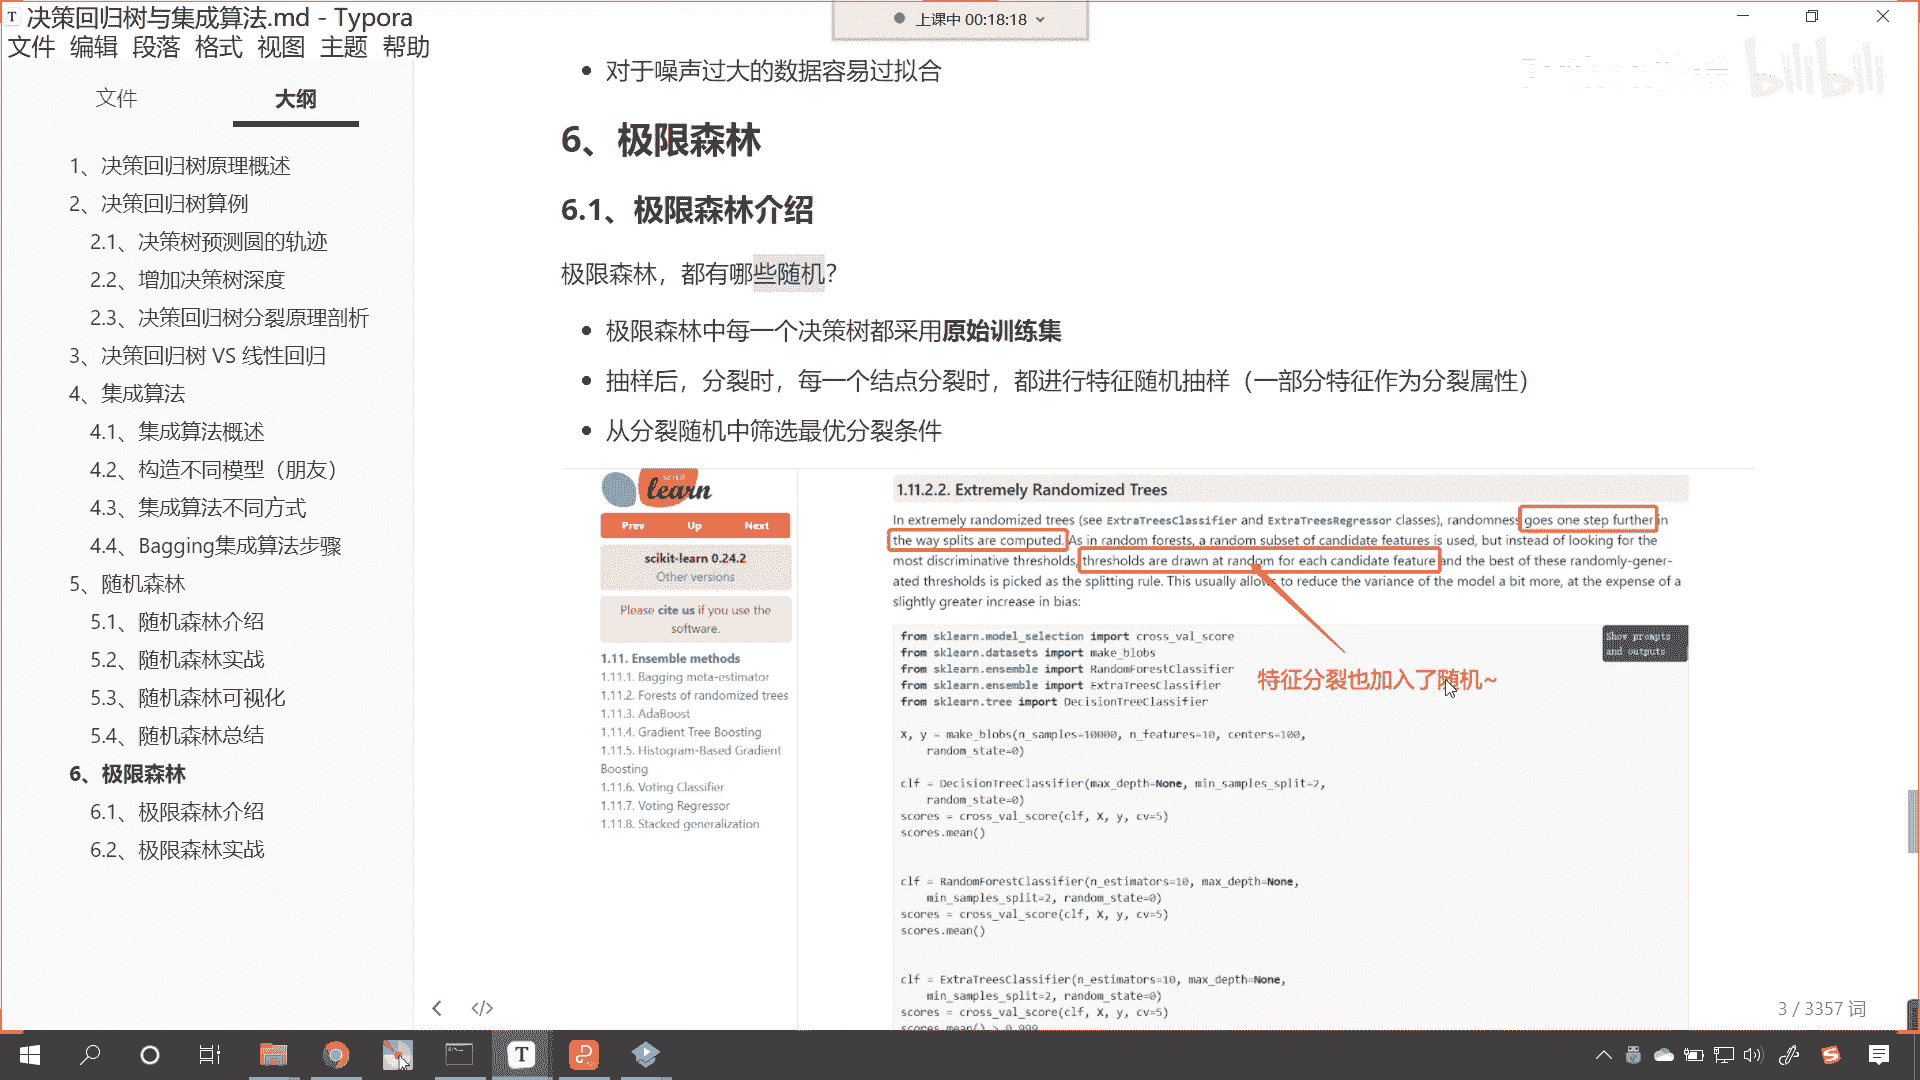 决策回归树与集成算法.md - Typora
上课中 00:18:18
文件 编辑 段落 格式 视图 主题 帮助
bilibili
文件 大纲
1、决策回归树原理概述
2、决策回归树算例
2.1、决策树预测圆的轨迹
2.2、增加决策树深度
2.3、决策回归树分裂原理剖析
3、决策回归树 VS 线性回归
4、集成算法
4.1、集成算法概述
4.2、构造不同模型（朋友）
4.3、集成算法不同方式
4.4、Bagging集成算法步骤
5、随机森林
5.1、随机森林介绍
5.2、随机森林实战
5.3、随机森林可视化
5.4、随机森林总结
6、极限森林
6.1、极限森林介绍
6.2、极限森林实战
对于噪声过大的数据容易过拟合
6、极限森林
6.1、极限森林介绍
极限森林，都有哪些随机？
极限森林中每一个决策树都采用原始训练集
抽样后，分裂时，每一个结点分裂时，都进行特征随机抽样（一部分特征作为分裂属性）
从分裂随机中筛选最优分裂条件
scikit
learn
Prev Up Next
scikit-learn 0.24.2
Other versions
Please cite us if you use the
software.
1.11. Ensemble methods
1.11.1. Bagging meta-estimator
1.11.2. Forests of randomized trees
1.11.3. AdaBoost
1.11.4. Gradient Tree Boosting
1.11.5. Histogram-Based Gradient
Boosting
1.11.6. Voting Classifier
1.11.7. Voting Regressor
1.11.8. Stacked generalization
1.11.2.2. Extremely Randomized Trees
In extremely randomized trees (see ExtraTreesClassifier and ExtraTreesRegressor classes), randomness goes one step further in
the way splits are computed. As in random forests, a random subset of candidate features is used, but instead of looking for the
most discriminative thresholds, thresholds are drawn at random for each candidate feature and the best of these randomly-gener-
ated thresholds is picked as the splitting rule. This usually allows to reduce the variance of the model a bit more, at the expense of a
slightly greater increase in bias:
Show prompts
and outputs
from sklearn.model_selection import cross_val_score
from sklearn.datasets import make_blobs
from sklearn.ensemble import RandomForestClassifier
from sklearn.ensemble import ExtraTreesClassifier
from sklearn.tree import DecisionTreeClassifier
特征分裂也加入了随机~
X, y = make_blobs(n_samples=10000, n_features=10, centers=100,
random_state=0)
clf = DecisionTreeClassifier(max_depth=None, min_samples_split=2,
random_state=0)
scores = cross_val_score(clf, X, y, cv=5)
scores.mean()
clf = RandomForestClassifier(n_estimators=10, max_depth=None,
min_samples_split=2, random_state=0)
scores = cross_val_score(clf, X, y, cv=5)
scores.mean()
clf = ExtraTreesClassifier(n_estimators=10, max_depth=None,
min_samples_split=2, random_state=0)
scores = cross_val_score(clf, X, y, cv=5)
scores.mean() > 0.999
3 / 3357 词